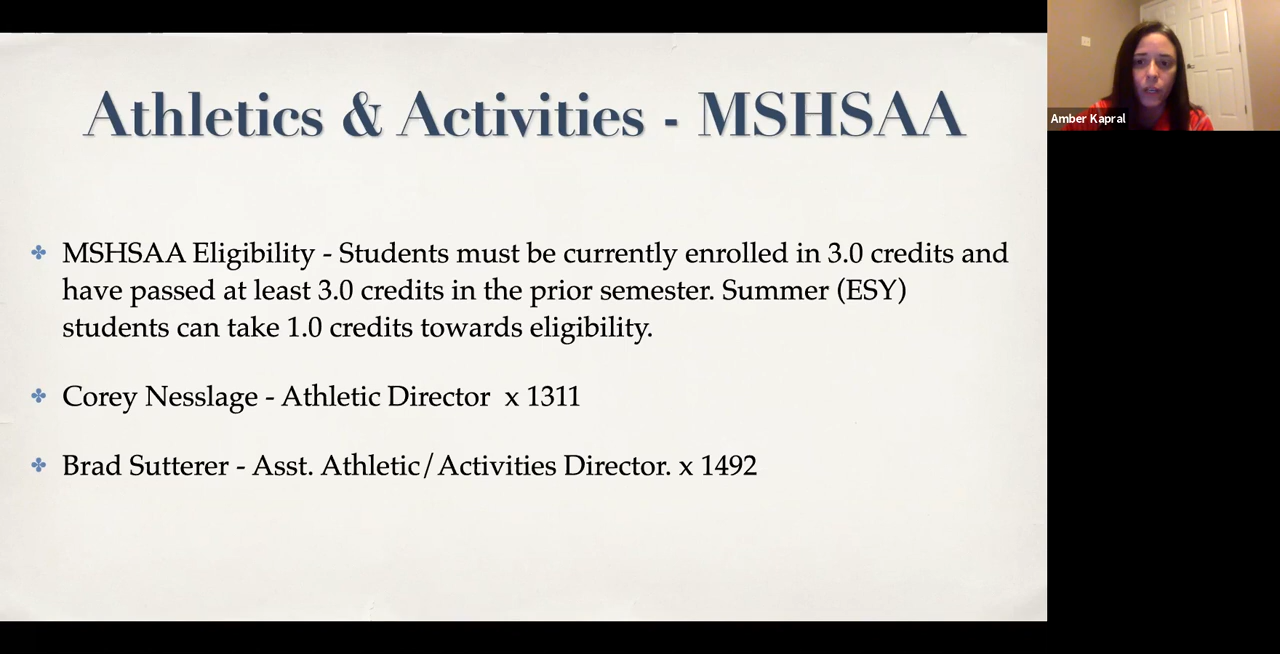 Athletics & Activities - MSHSAA
Amber Kapral
MSHSAA Eligibility - Students must be currently enrolled in 3.0 credits and
have passed at least 3.0 credits in the prior semester. Summer (ESY)
students can take 1.0 credits towards eligibility.
Corey Nesslage - Athletic Director x 1311
Brad Sutterer - Asst. Athletic/Activities Director. x 1492